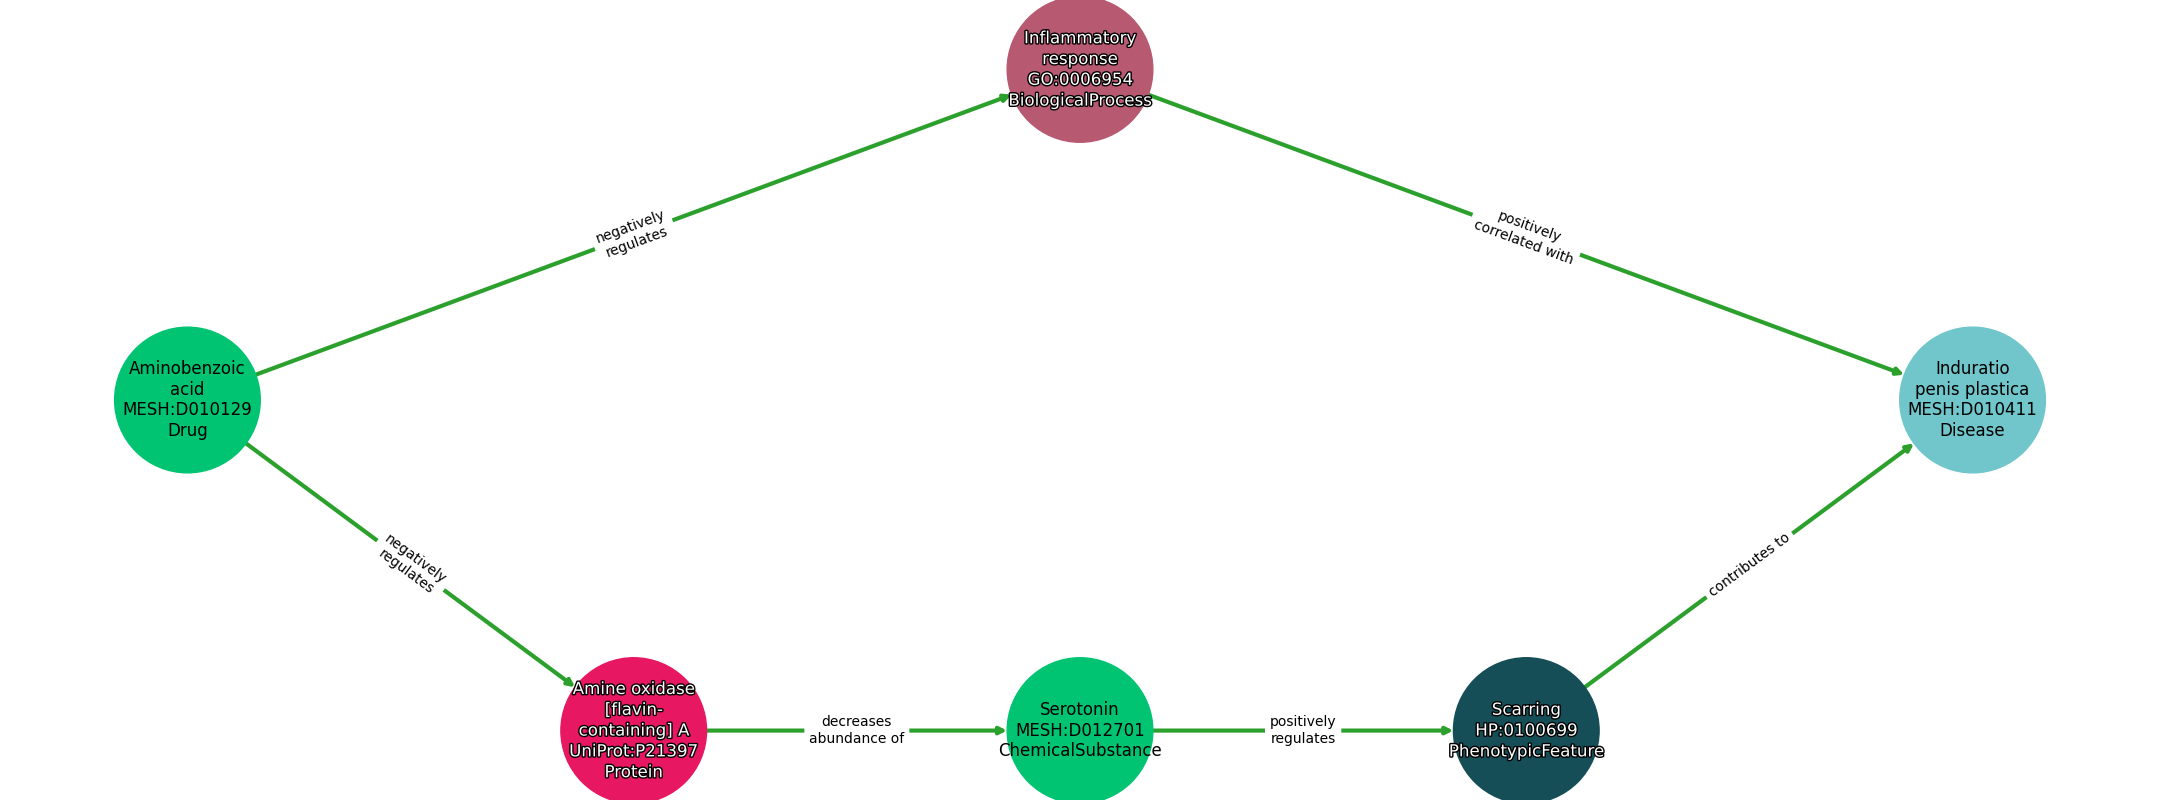 Inflammatory
response
GO:0006954
BiologicalProcess
negatively
regulates
positively
correlated with
Aminobenzoic
acid
MESH:D010129
Drug
Induratio
penis plastica
MESH:D010411
Disease
negatively
regulates
contributes to
Amine oxidase
[flavin-
containing] A
UniProt:P21397
Protein
decreases
abundance of
Serotonin
MESH:D012701
ChemicalSubstance
positively
regulates
Scarring
HP:0100699
PhenotypicFeature